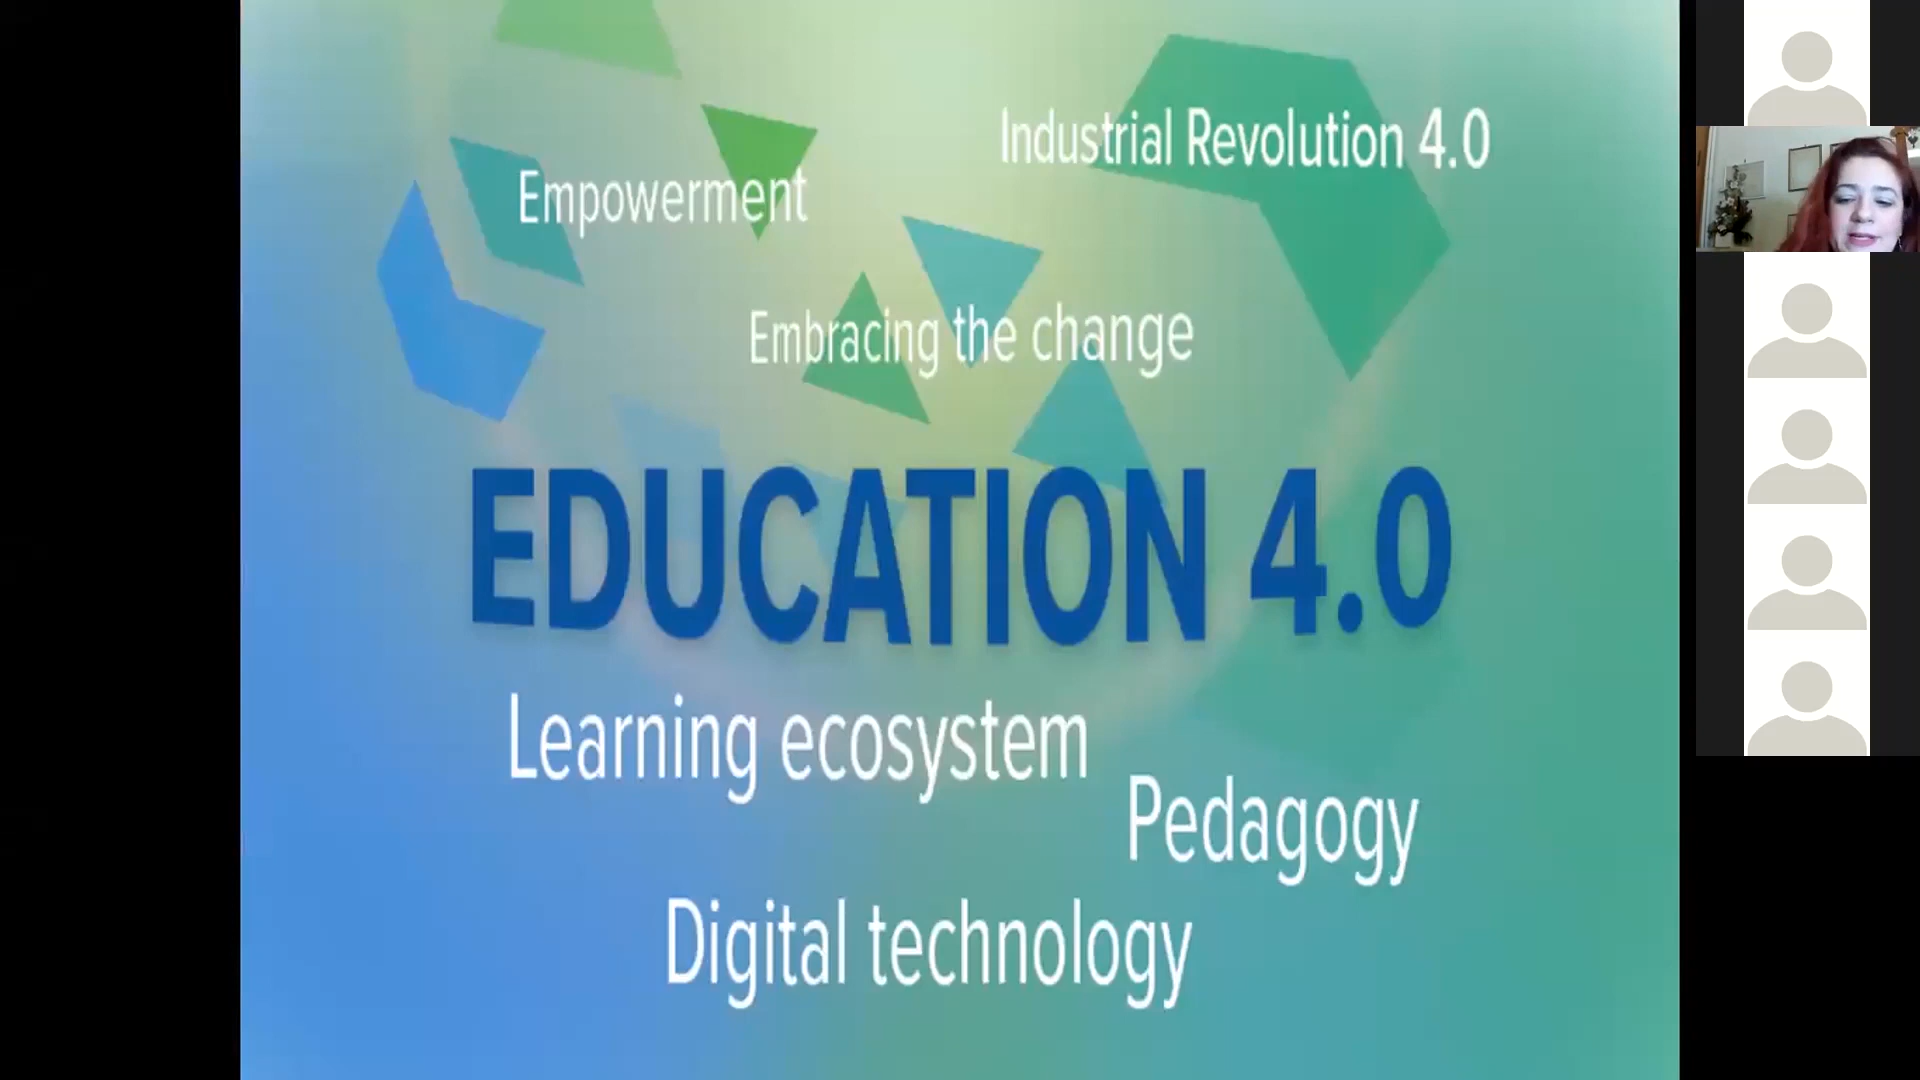 Industrial Revolution 4.0
Empowerment
Embracing the change
EDUCATION 4.0
Learning ecosystem
Pedagogy
Digital technology